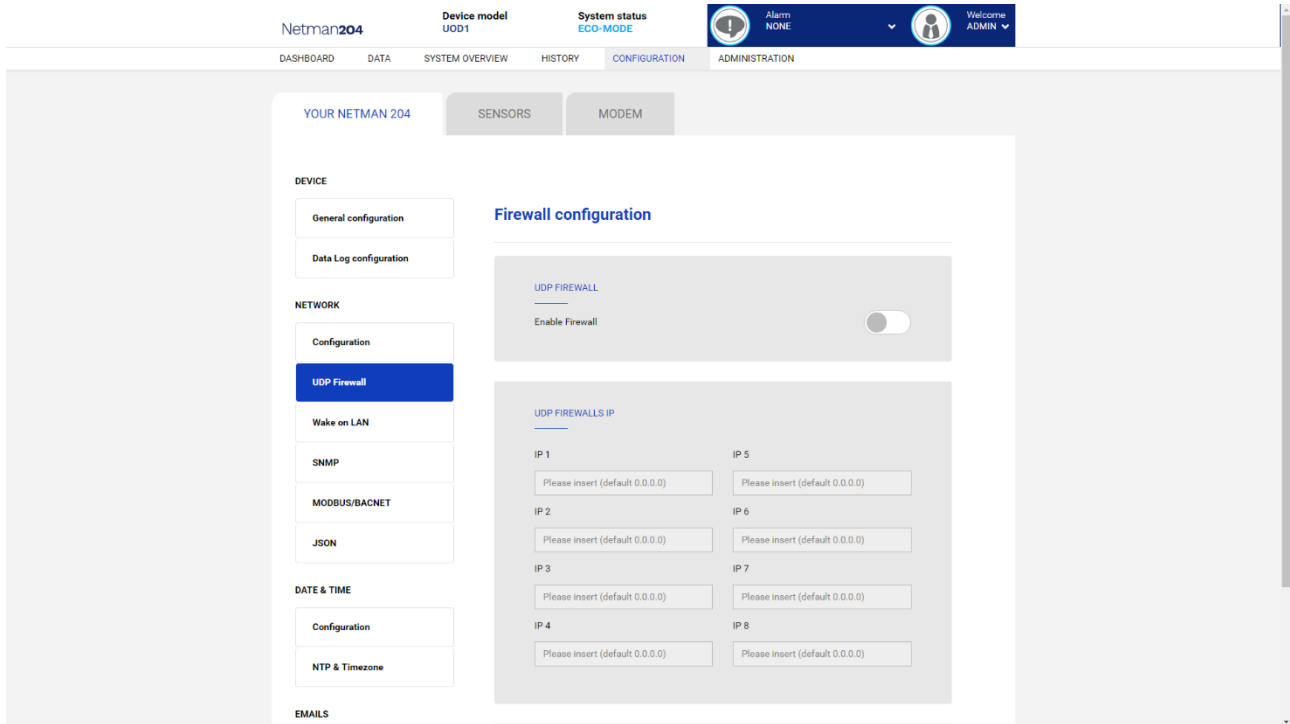 Netman204
Device model
UOD1
System status
ECO-MODE
Alarm
NONE
Welcome
ADMIN
DASHBOARD DATA SYSTEM OVERVIEW HISTORY CONFIGURATION ADMINISTRATION
YOUR NETMAN 204 SENSORS MODEM
DEVICE
General configuration
Data Log configuration
NETWORK
Configuration
UDP Firewall
Wake on LAN
SNMP
MODBUS/BACNET
JSON
DATE & TIME
Configuration
NTP & Timezone
EMAILS
Firewall configuration
UDP FIREWALL
Enable Firewall
UDP FIREWALLS IP
IP 1 IP 5
Please insert (default 0.0.0.0) Please insert (default 0.0.0.0)
IP 2 IP 6
Please insert (default 0.0.0.0) Please insert (default 0.0.0.0)
IP 3 IP 7
Please insert (default 0.0.0.0) Please insert (default 0.0.0.0)
IP 4 IP 8
Please insert (default 0.0.0.0) Please insert (default 0.0.0.0)